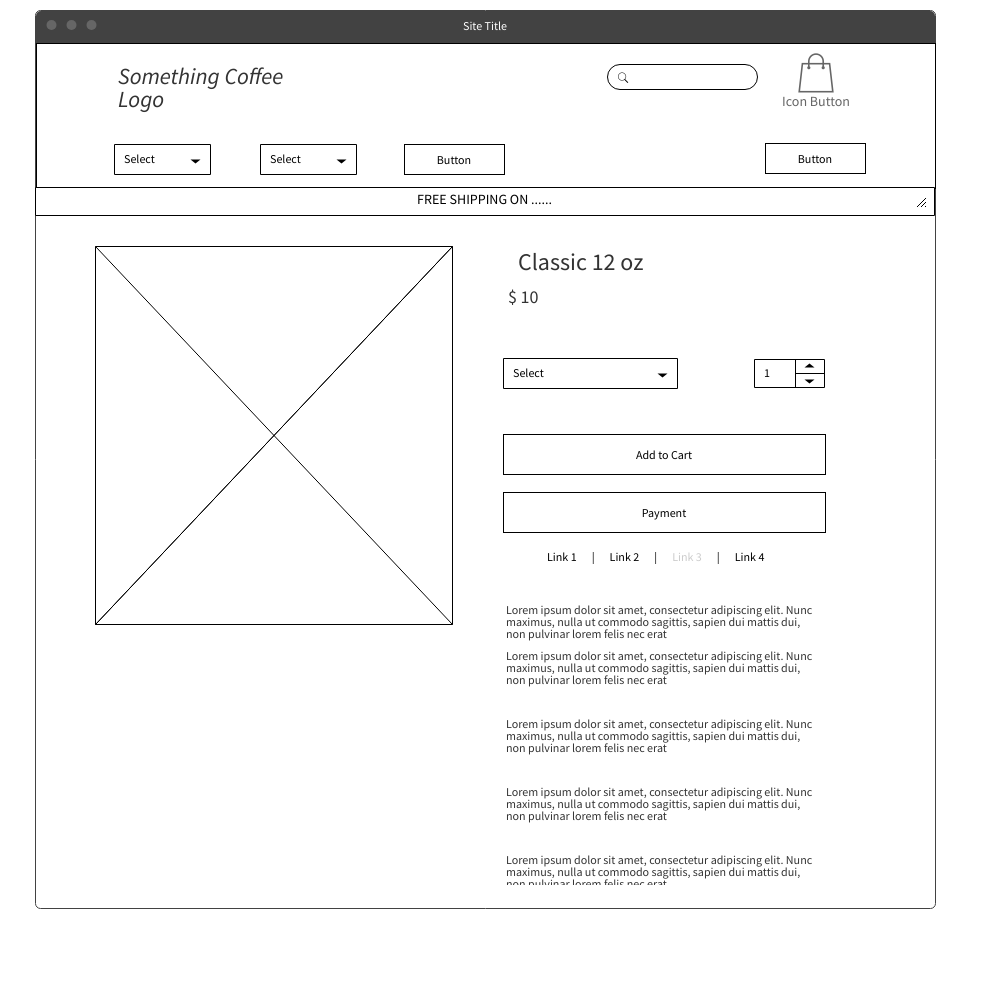 Site Title
Something Coffee
Logo
Icon Button
Select
Select
Button
Button
FREE SHIPPING ON ......
Classic 12 oz
$ 10
Select
1
Add to Cart
Payment
Link 1 | Link 2 | Link 3 | Link 4
Lorem ipsum dolor sit amet, consectetur adipiscing elit. Nunc
maximus, nulla ut commodo sagittis, sapien dui mattis dui,
non pulvinar lorem felis nec erat
Lorem ipsum dolor sit amet, consectetur adipiscing elit. Nunc
maximus, nulla ut commodo sagittis, sapien dui mattis dui,
non pulvinar lorem felis nec erat
Lorem ipsum dolor sit amet, consectetur adipiscing elit. Nunc
maximus, nulla ut commodo sagittis, sapien dui mattis dui,
non pulvinar lorem felis nec erat
Lorem ipsum dolor sit amet, consectetur adipiscing elit. Nunc
maximus, nulla ut commodo sagittis, sapien dui mattis dui,
non pulvinar lorem felis nec erat
Lorem ipsum dolor sit amet, consectetur adipiscing elit. Nunc
maximus, nulla ut commodo sagittis, sapien dui mattis dui,
non pulvinar lorem felis nec erat